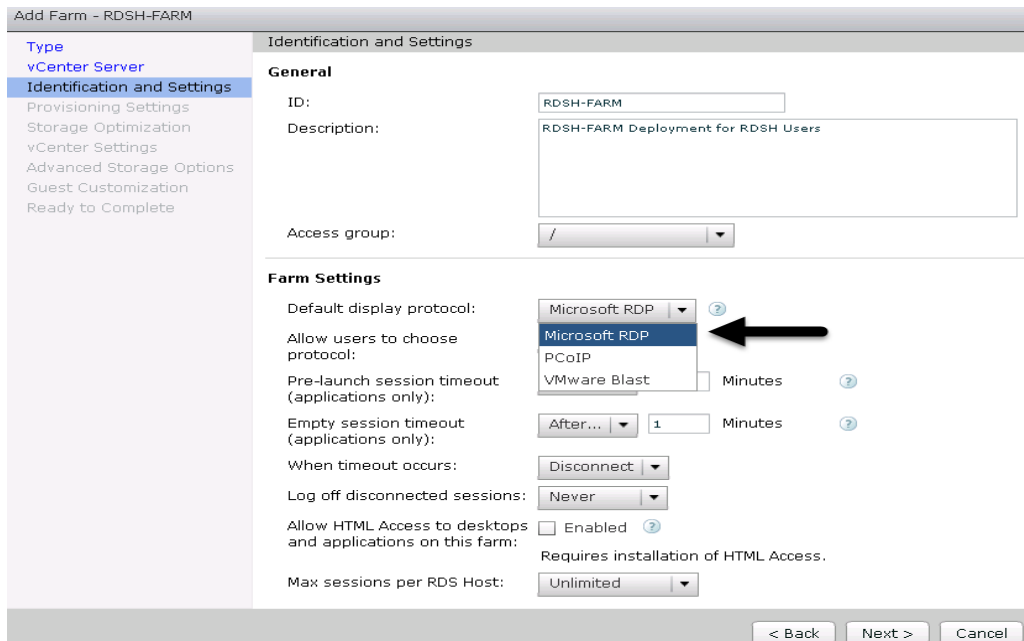 Add Farm - RDSH-FARM
Type
vCenter Server
Identification and Settings
Provisioning Settings
Storage Optimization
vCenter Settings
Advanced Storage Options
Guest Customization
Ready to Complete
Identification and Settings
General
ID:
RDSH-FARM
Description:
RDSH-FARM Deployment for RDSH Users
Access group:
/
Farm Settings
Default display protocol:
Microsoft RDP
?
Microsoft RDP
PCoIP
VMware Blast
Allow users to choose
protocol:
Pre-launch session timeout
(applications only):
Minutes
?
Empty session timeout
(applications only):
After...
1
Minutes
?
When timeout occurs:
Disconnect
Log off disconnected sessions:
Never
Allow HTML Access to desktops
and applications on this farm:
Enabled
?
Requires installation of HTML Access.
Max sessions per RDS Host:
Unlimited
< Back
Next >
Cancel